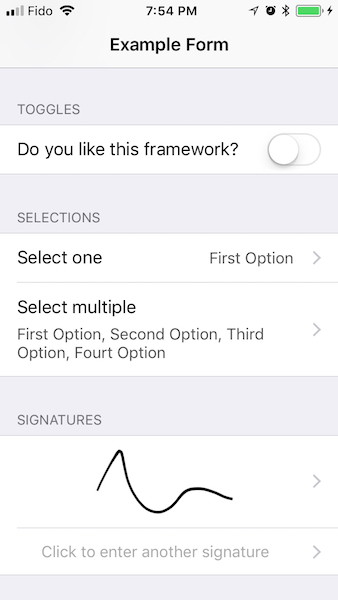 Fido 7:54 PM
Example Form
TOGGLES
Do you like this framework?
SELECTIONS
Select one First Option
Select multiple
First Option, Second Option, Third
Option, Fourt Option
SIGNATURES
Click to enter another signature